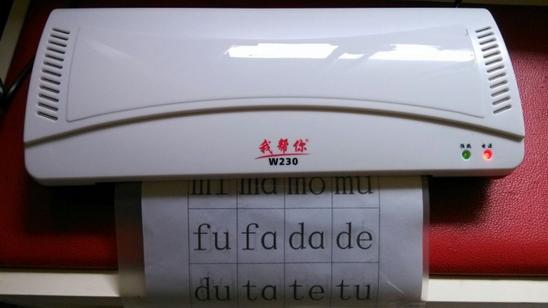 我帮你
W230
mi ma mo mu
fu fa da de
du ta te tu